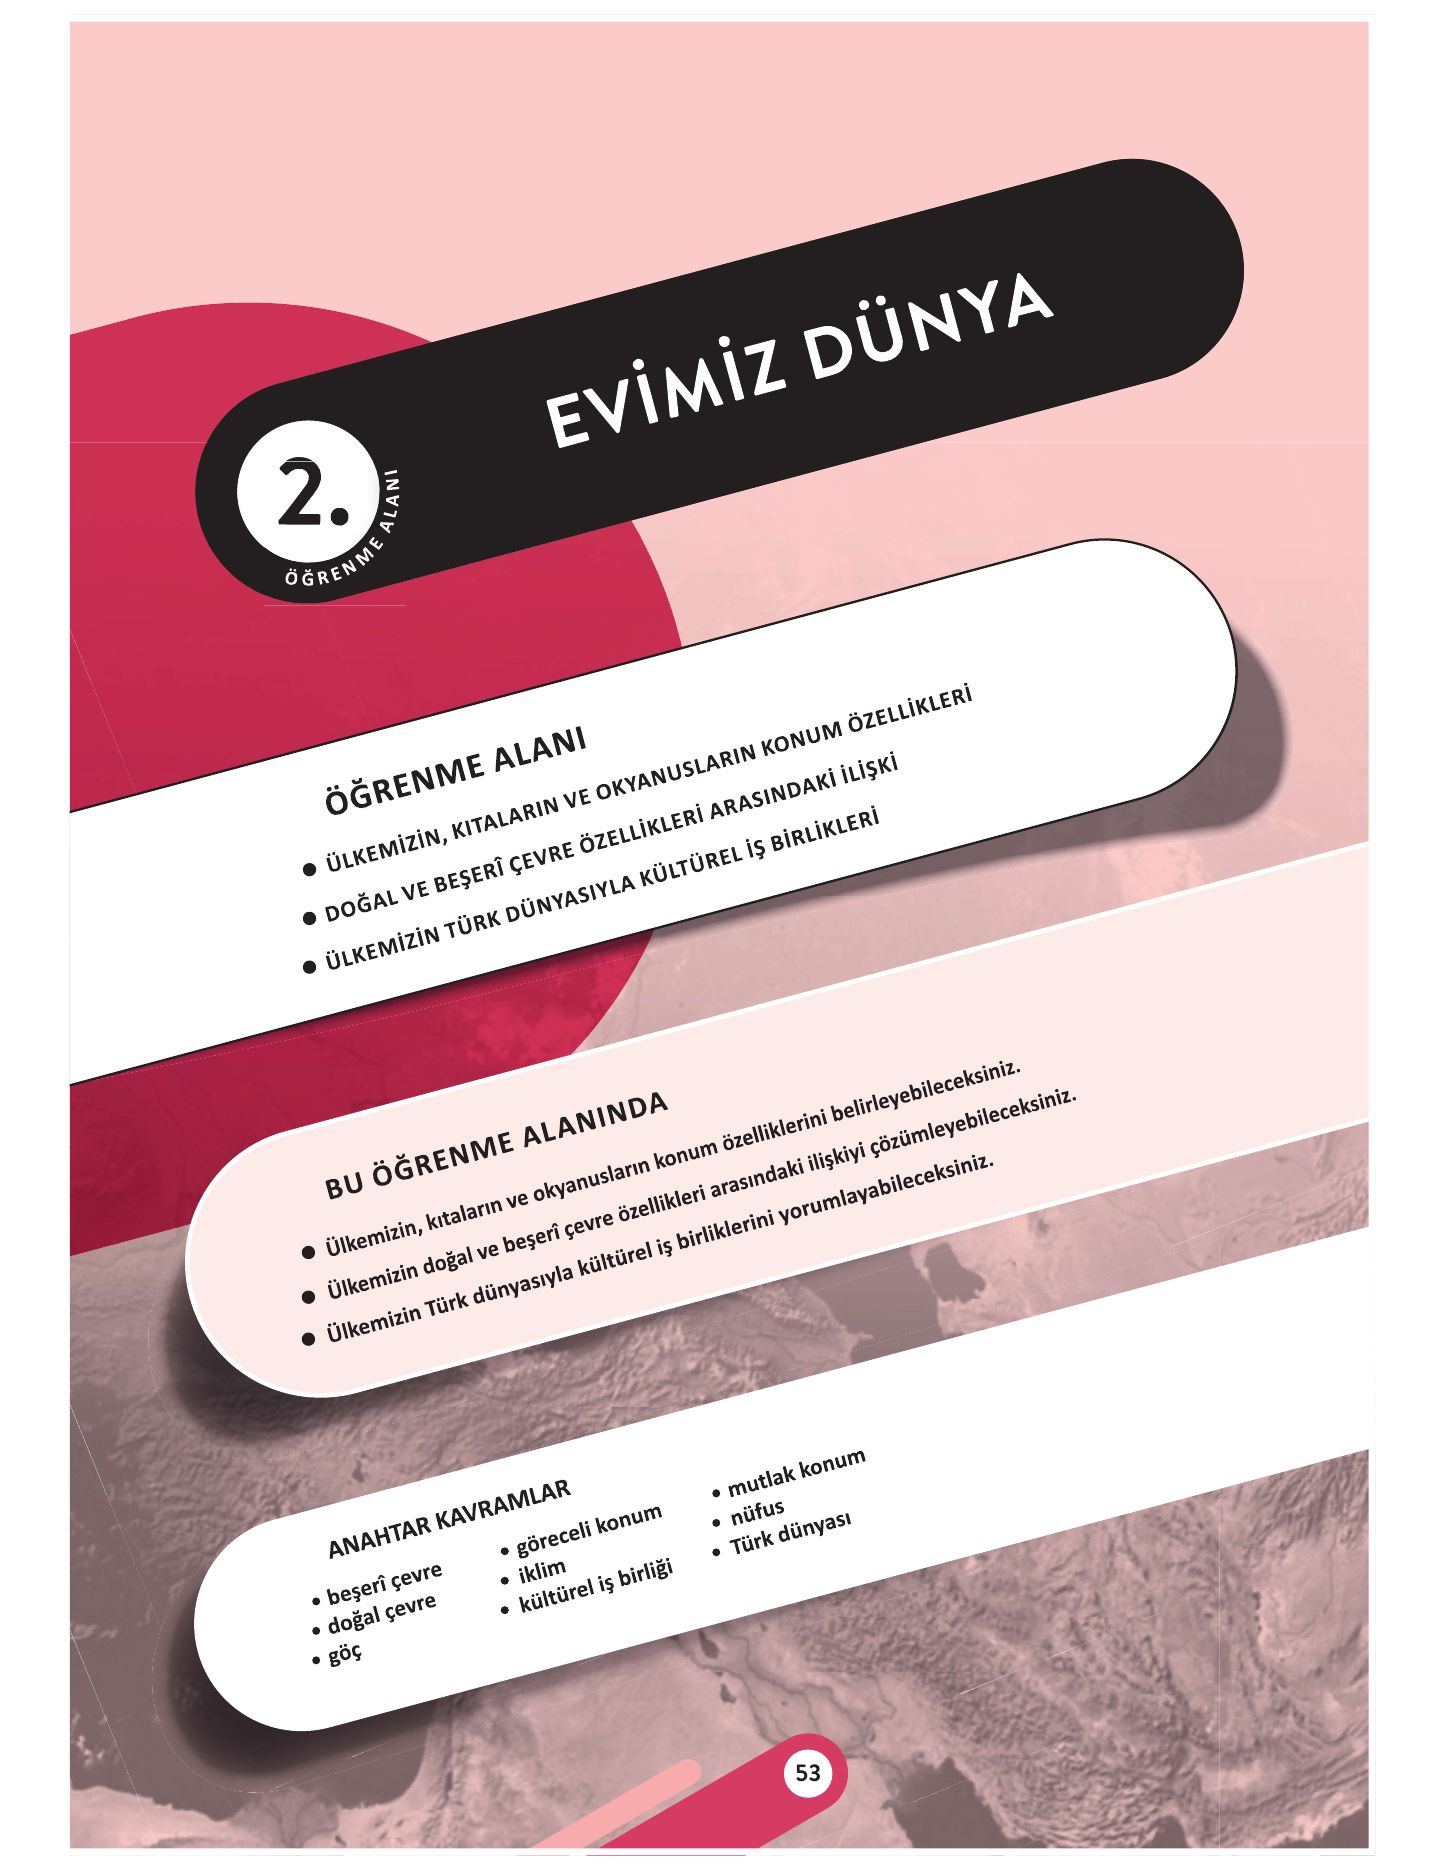 EVİMİZ DÜNYA
2.
ÖĞRENME ALANI
ÖĞRENME ALANI
● ÜLKEMİZİN, KITALARIN VE OKYANUSLARIN KONUM ÖZELLİKLERİ
● DOĞAL VE BEŞERÎ ÇEVRE ÖZELLİKLERİ ARASINDAKİ İLİŞKİ
● ÜLKEMİZİN TÜRK DÜNYASIYLA KÜLTÜREL İŞ BİRLİKLERİ
BU ÖĞRENME ALANINDA
● Ülkemizin, kıtaların ve okyanusların konum özelliklerini belirleyebileceksiniz.
● Ülkemizin doğal ve beşerî çevre özellikleri arasındaki ilişkiyi çözümleyebileceksiniz.
● Ülkemizin Türk dünyasıyla kültürel iş birliklerini yorumlayabileceksiniz.
ANAHTAR KAVRAMLAR
• beşerî çevre
• doğal çevre
• göç
• göreceli konum
• iklim
• kültürel iş birliği
• mutlak konum
• nüfus
• Türk dünyası
53